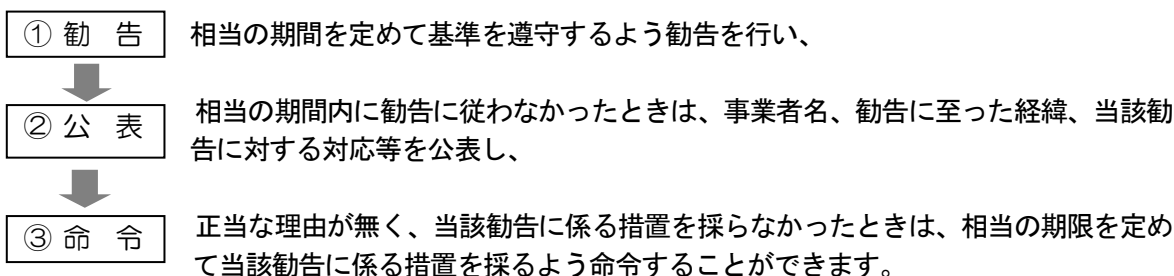 ① 勧　告　相当の期間を定めて基準を遵守するよう勧告を行い、
② 公　表　相当の期間内に勧告に従わなかったときは、事業者名、勧告に至った経緯、当該勧
告に対する対応等を公表し、
③ 命　令　正当な理由が無く、当該勧告に係る措置を採らなかったときは、相当の期限を定め
て当該勧告に係る措置を採るよう命令することができます。